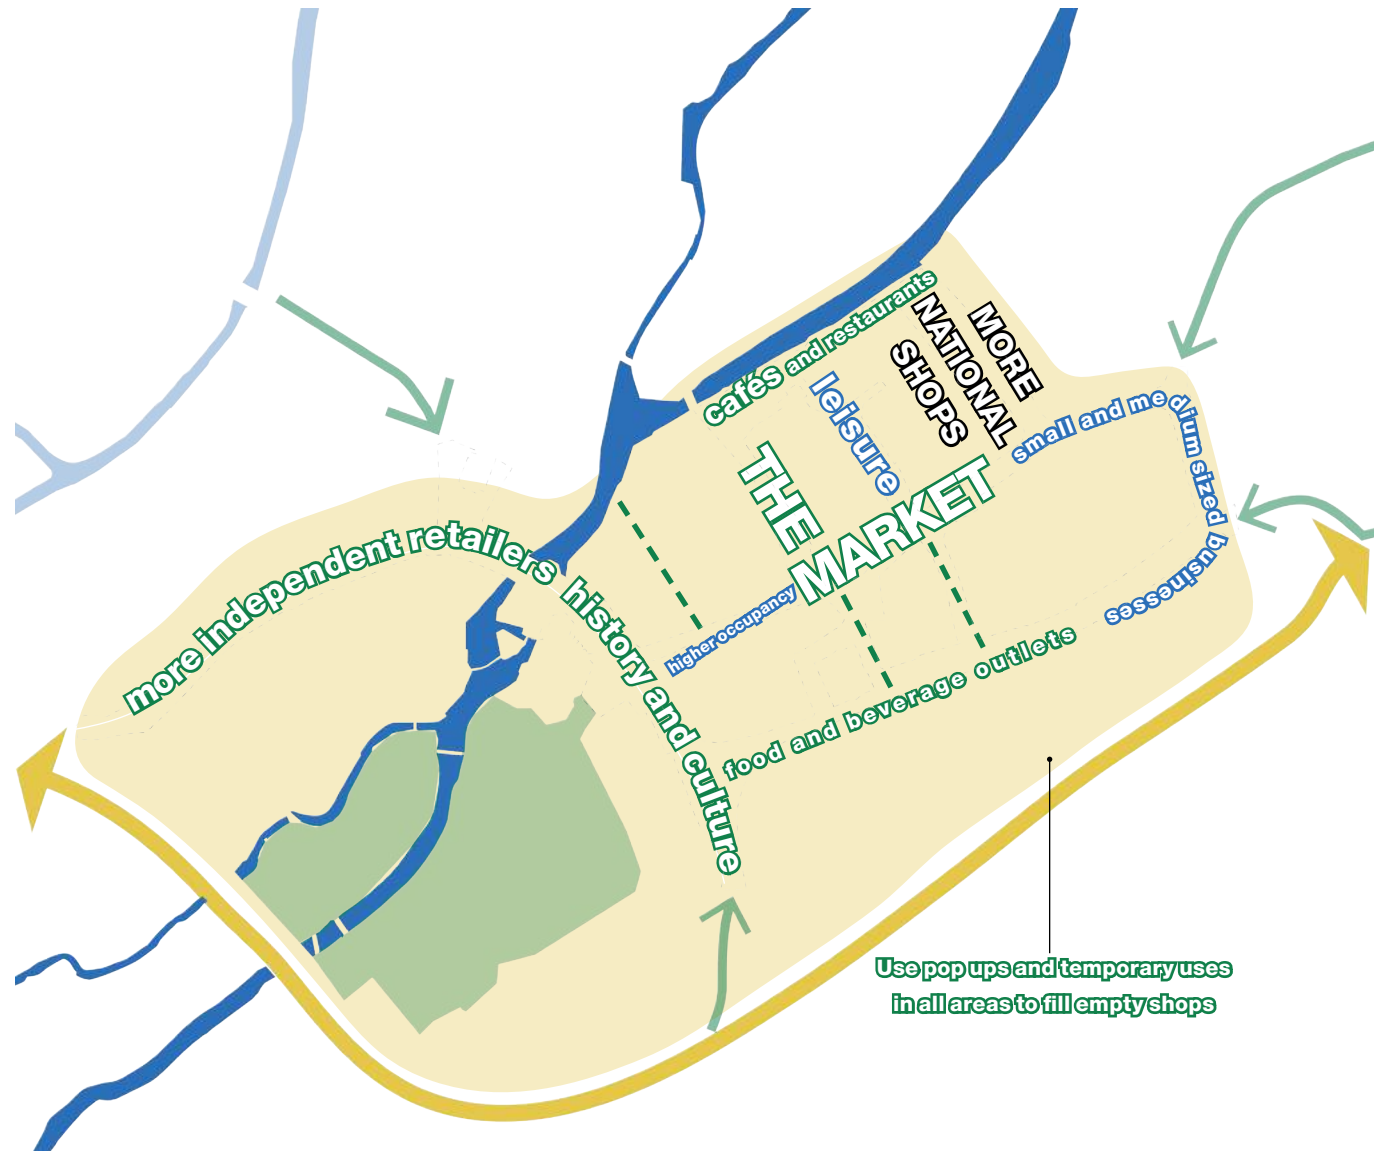 cafés and restaurants
MORE
NATIONAL
SHOPS
leisure
small and medium sized businesses
THE
MARKET
more independent retailers
history and culture
higher occupancy
food and beverage outlets
Use pop ups and temporary uses
in all areas to fill empty shops